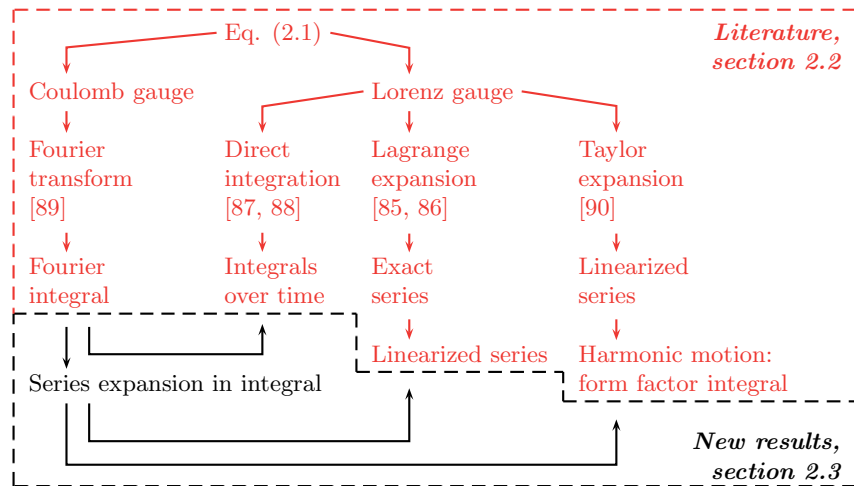 Eq. (2.1)
Literature,
section 2.2
Coulomb gauge
Lorenz gauge
Fourier
transform
[89]
Direct
integration
[87, 88]
Lagrange
expansion
[85, 86]
Taylor
expansion
[90]
Fourier
integral
Integrals
over time
Exact
series
Linearized
series
Linearized series
Harmonic motion:
form factor integral
Series expansion in integral
New results,
section 2.3